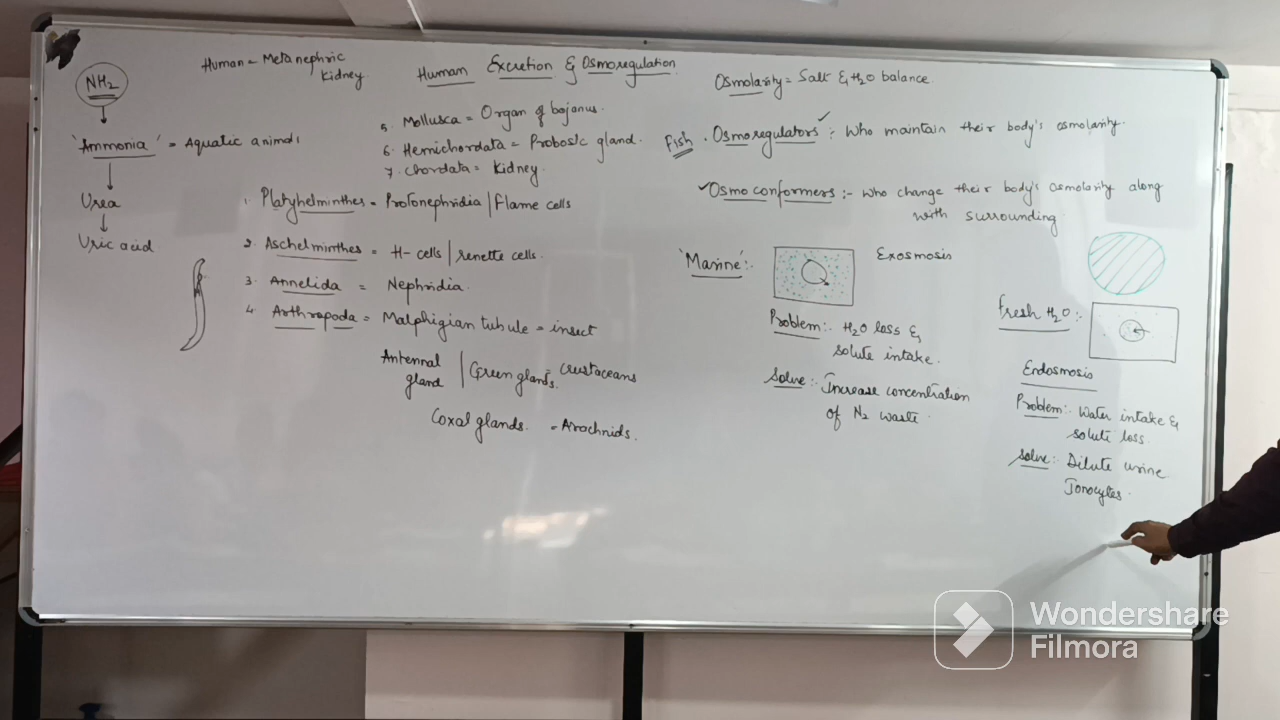 Human Excretion & Osmoregulation
Human = Metanephric
Kidney
NH2
'Ammonia' = Aquatic animal
Urea
Uric acid
5. Mollusca = Organ of bojanus.
6. Hemichordata = Probosic gland.
7. Chordata = Kidney.
1. Platyhelminthes = Protonephridia | Flame cells
2. Aschelminthes = H- cells | renette cells.
3. Annelida = Nephridia.
4. Arthropoda = Malphigian tubule = insect
Antennal gland | Green glands. = crustaceans
Coxal glands. = Arachnids.
Osmolarity = Salt & H2O balance.
Fish . Osmoregulators ✓ : Who maintain their body's osmolarity.
✓ Osmoconformers :- Who change their body's Osmolarity along
with surrounding.
'Marine' :-
Exosmosis
Problem :- H2O loss &
solute intake.
Solve :- Increase concentration
of N2 waste.
Fresh H2O :-
Endosmosis
Problem :- Water intake &
solute loss.
Solve :- Dilute urine
Ionocytes.
Wondershare
Filmora